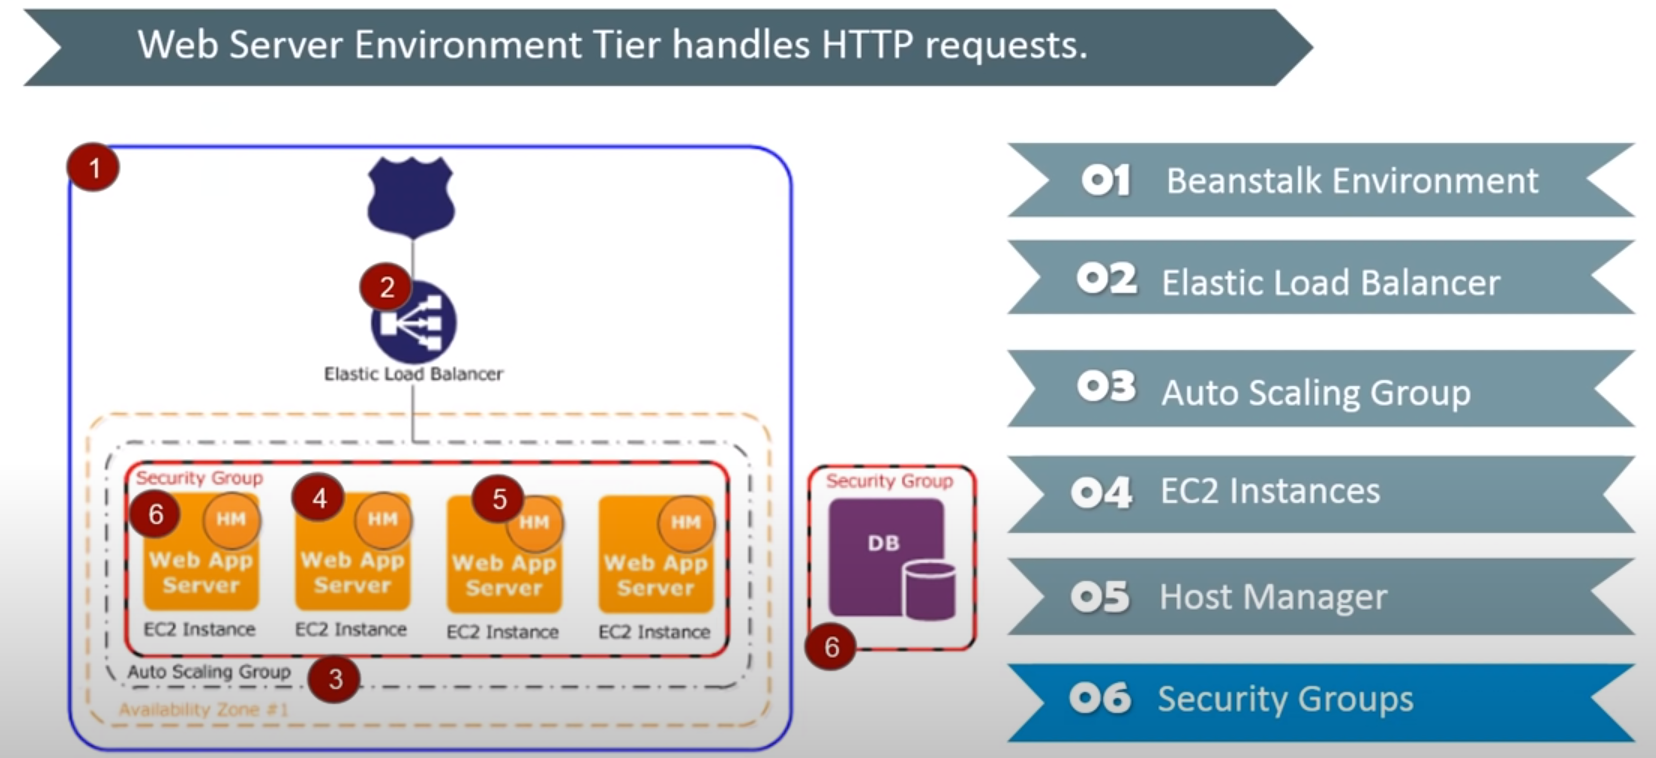 Web Server Environment Tier handles HTTP requests.
1
2
Elastic Load Balancer
Security Group
6
HM
Web App
Server
EC2 Instance
4
HM
Web App
Server
EC2 Instance
5
HM
Web App
Server
EC2 Instance
HM
Web App
Server
EC2 Instance
Auto Scaling Group
3
Availability Zone #1
Security Group
DB
6
01 Beanstalk Environment
02 Elastic Load Balancer
03 Auto Scaling Group
04 EC2 Instances
05 Host Manager
06 Security Groups